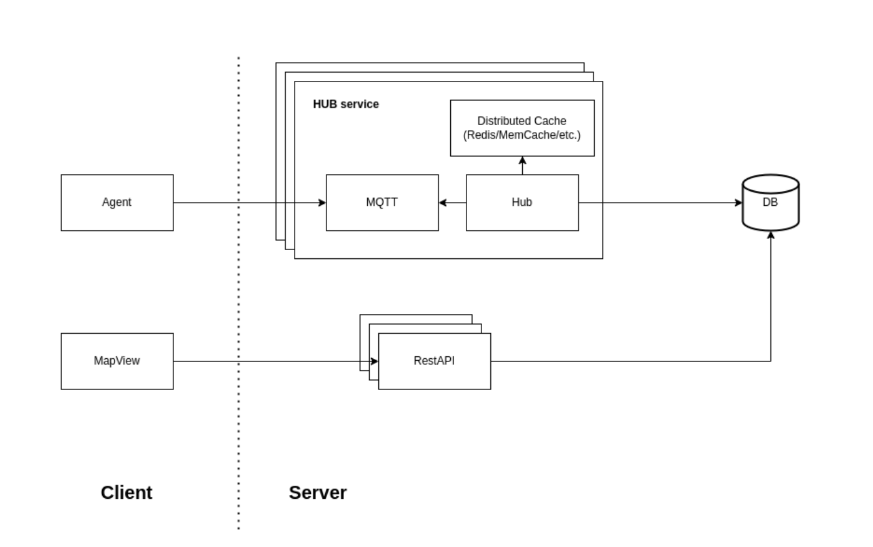 HUB service
Distributed Cache
(Redis/MemCache/etc.)
Agent
MQTT
Hub
DB
MapView
RestAPI
Client
Server